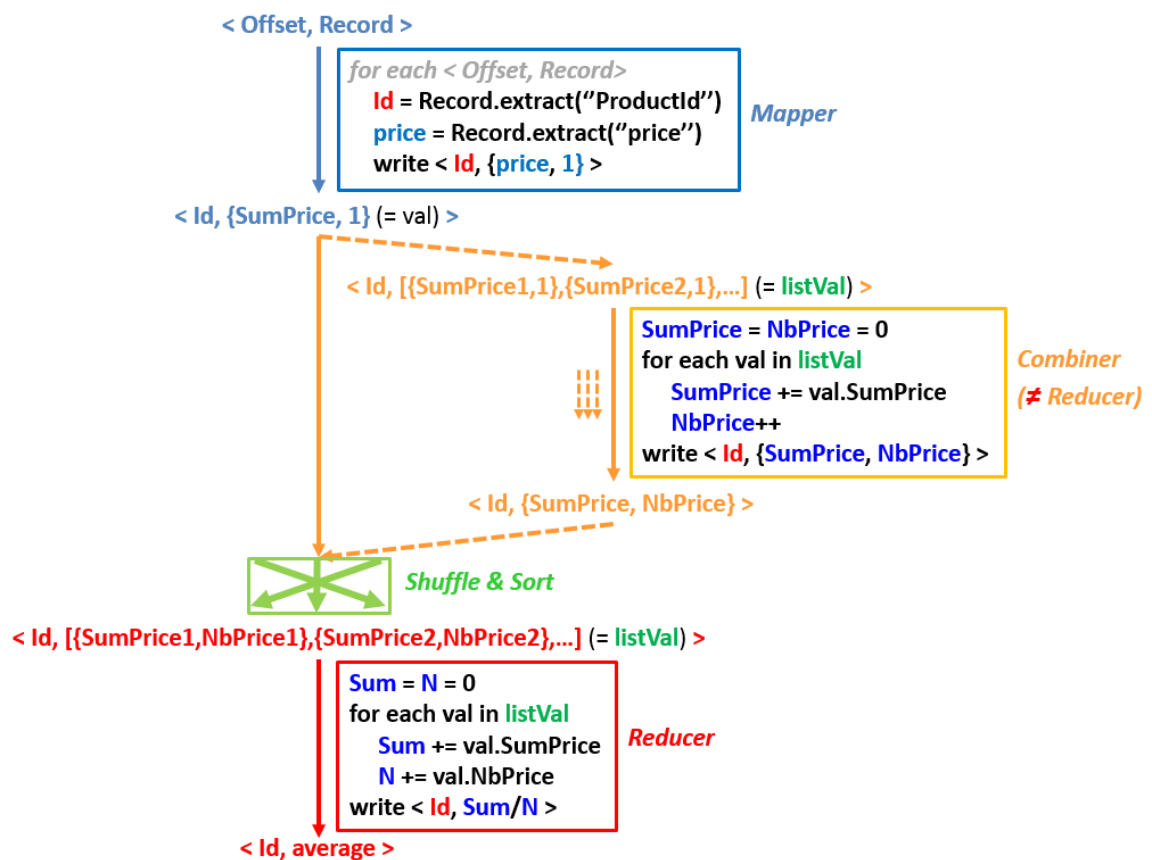 < Offset, Record >
for each < Offset, Record>
Id = Record.extract(‘’ProductId’’)
price = Record.extract(‘’price’’)
write < Id, {price, 1} >
Mapper
< Id, {SumPrice, 1} (= val) >
< Id, [{SumPrice1,1},{SumPrice2,1},...] (= listVal) >
SumPrice = NbPrice = 0
for each val in listVal
SumPrice += val.SumPrice
NbPrice++
write < Id, {SumPrice, NbPrice} >
Combiner
(≠ Reducer)
< Id, {SumPrice, NbPrice} >
Shuffle & Sort
< Id, [{SumPrice1,NbPrice1},{SumPrice2,NbPrice2},...] (= listVal) >
Sum = N = 0
for each val in listVal
Sum += val.SumPrice
N += val.NbPrice
write < Id, Sum/N >
Reducer
< Id, average >